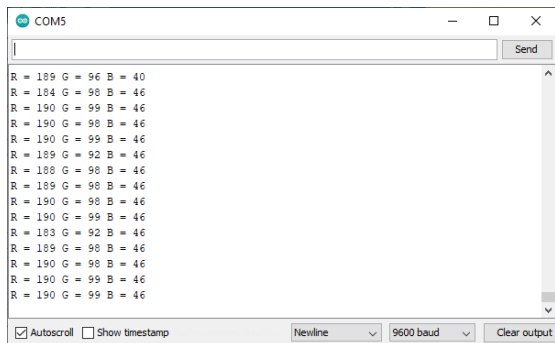 COM5
Send
R = 189 G = 96 B = 40
R = 184 G = 98 B = 46
R = 190 G = 99 B = 46
R = 190 G = 98 B = 46
R = 190 G = 99 B = 46
R = 189 G = 92 B = 46
R = 188 G = 98 B = 46
R = 189 G = 98 B = 46
R = 190 G = 98 B = 46
R = 190 G = 99 B = 46
R = 183 G = 92 B = 46
R = 189 G = 98 B = 46
R = 190 G = 98 B = 46
R = 190 G = 99 B = 46
R = 190 G = 99 B = 46
Autoscroll Show timestamp Newline 9600 baud Clear output